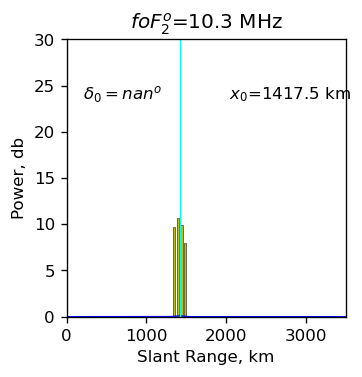 foF₂ᵒ=10.3 MHz
30
δ₀ = nanᵒ
x₀=1417.5 km
25
20
15
10
5
0
Power, db
0 1000 2000 3000
Slant Range, km